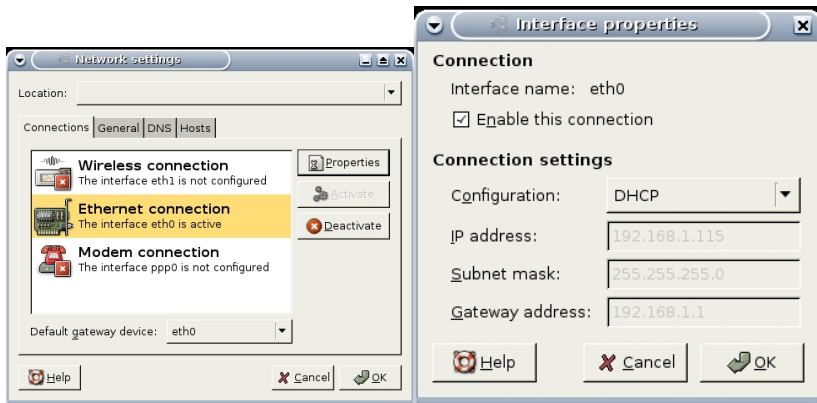 Network settings
Location:
Connections General DNS Hosts
Wireless connection
The interface eth1 is not configured
Ethernet connection
The interface eth0 is active
Modem connection
The interface ppp0 is not configured
Properties
Activate
Deactivate
Default gateway device: eth0
Help Cancel OK
Interface properties
Connection
Interface name: eth0
Enable this connection
Connection settings
Configuration: DHCP
IP address: 192.168.1.115
Subnet mask: 255.255.255.0
Gateway address: 192.168.1.1
Help Cancel OK